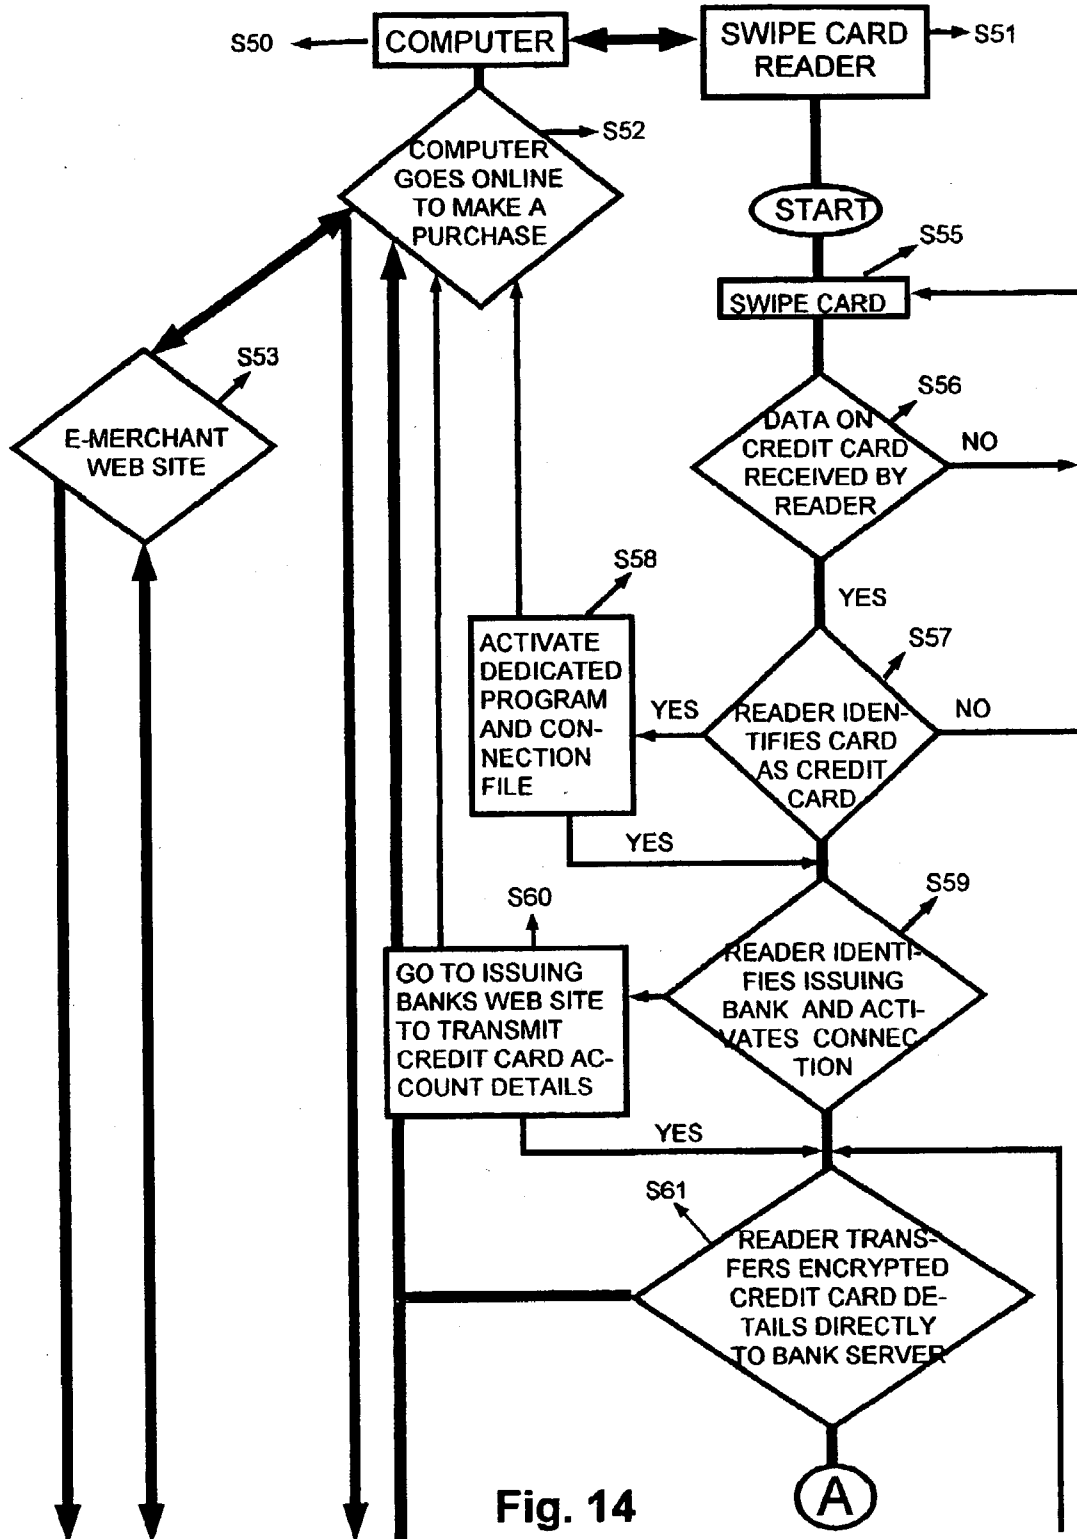 S50
COMPUTER
SWIPE CARD
READER
S51
S52
COMPUTER
GOES ONLINE
TO MAKE A
PURCHASE
START
S55
SWIPE CARD
S53
E-MERCHANT
WEB SITE
S56
DATA ON
CREDIT CARD
RECEIVED BY
READER
NO
YES
S58
ACTIVATE
DEDICATED
PROGRAM
AND CON-
NECTION
FILE
YES
S57
READER IDEN-
TIFIES CARD
AS CREDIT
CARD
NO
YES
S59
READER IDENTI-
FIES ISSUING
BANK AND ACTI-
VATES CONNEC-
TION
S60
GO TO ISSUING
BANKS WEB SITE
TO TRANSMIT
CREDIT CARD AC-
COUNT DETAILS
YES
S61
READER TRANS-
FERS ENCRYPTED
CREDIT CARD DE-
TAILS DIRECTLY
TO BANK SERVER
A
Fig. 14